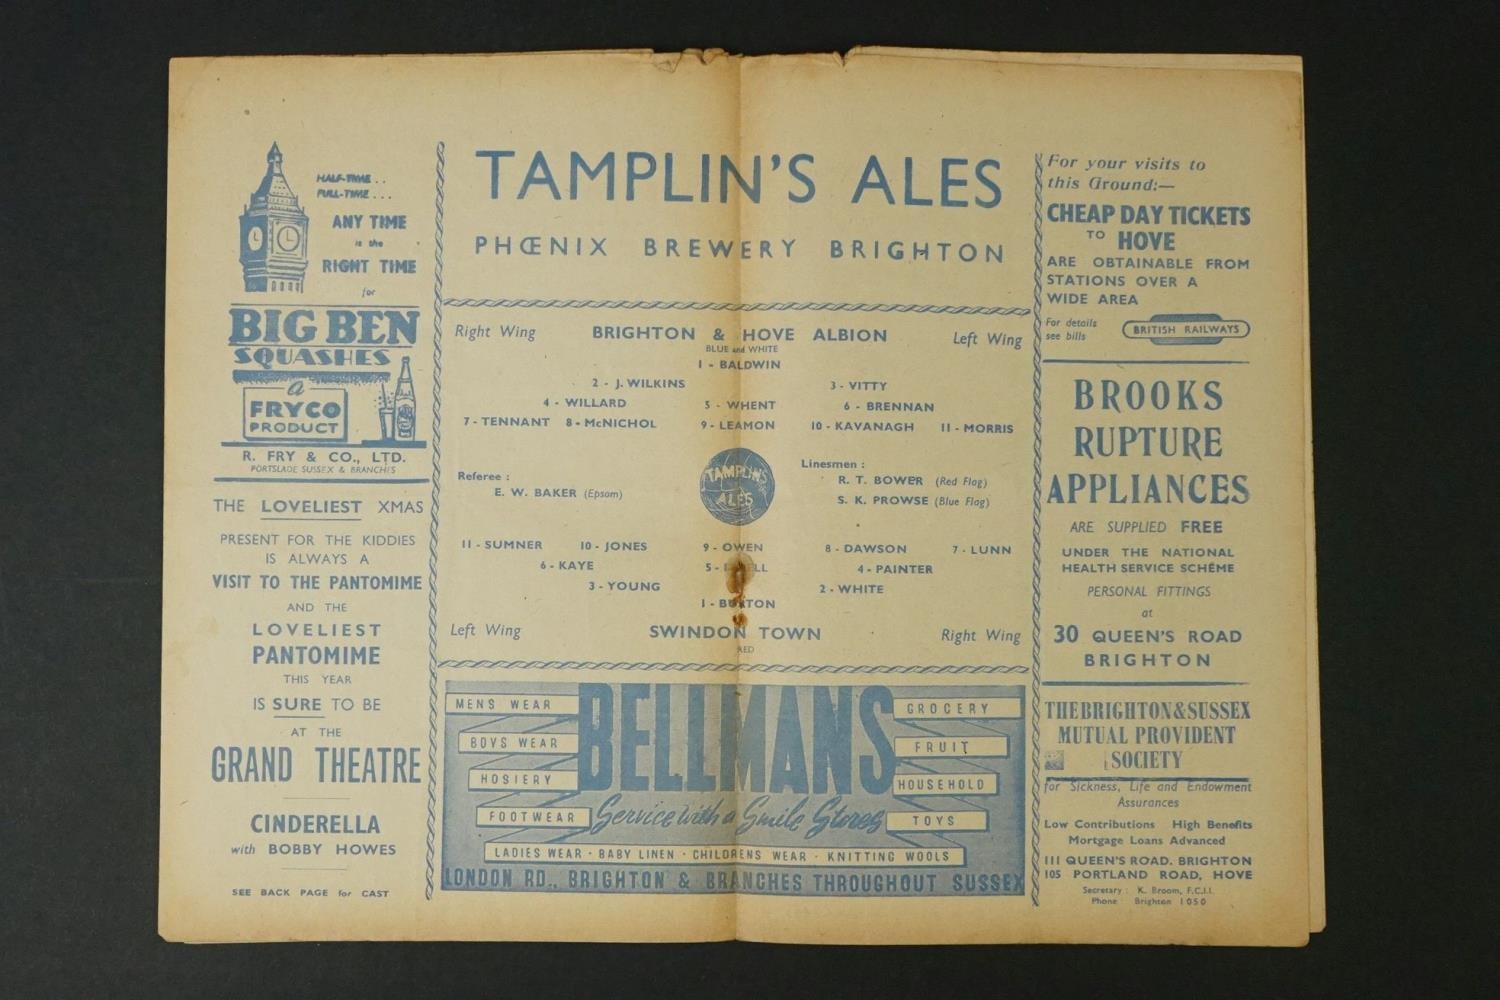 HALF-TIME . .
FULL-TIME . . .
ANY TIME
is the
RIGHT TIME
for
BIG BEN
SQUASHES
a
FRYCO
PRODUCT
R. FRY & CO., LTD.
PORTSLADE SUSSEX & BRANCHES
THE LOVELIEST XMAS
PRESENT FOR THE KIDDIES
IS ALWAYS A
VISIT TO THE PANTOMIME
AND THE
LOVELIEST
PANTOMIME
THIS YEAR
IS SURE TO BE
AT THE
GRAND THEATRE
CINDERELLA
with BOBBY HOWES
SEE BACK PAGE for CAST
TAMPLIN'S ALES
PHŒNIX BREWERY BRIGHTON
Right Wing BRIGHTON & HOVE ALBION Left Wing
BLUE and WHITE
1 - BALDWIN
2 - J. WILKINS 3 - VITTY
4 - WILLARD 5 - WHENT 6 - BRENNAN
7 - TENNANT 8 - McNICHOL 9 - LEAMON 10 - KAVANAGH 11 - MORRIS
Referee :
E. W. BAKER (Epsom)
TAMPLIN'S
ALES
Linesmen :
R. T. BOWER (Red Flag)
S. K. PROWSE (Blue Flag)
11 - SUMNER 10 - JONES 9 - OWEN 8 - DAWSON 7 - LUNN
6 - KAYE 5 - 4 - PAINTER
3 - YOUNG 2 - WHITE
1 - BURTON
Left Wing SWINDON TOWN Right Wing
RED
BELLMANS
MENS WEAR
BOYS WEAR
HOSIERY
FOOTWEAR
GROCERY
FRUIT
HOUSEHOLD
TOYS
Service with a Smile Stores
LADIES WEAR · BABY LINEN · CHILDRENS WEAR · KNITTING WOOLS
LONDON RD., BRIGHTON & BRANCHES THROUGHOUT SUSSEX
For your visits to
this Ground:—
CHEAP DAY TICKETS
TO HOVE
ARE OBTAINABLE FROM
STATIONS OVER A
WIDE AREA
For details
see bills
BRITISH RAILWAYS
BROOKS
RUPTURE
APPLIANCES
ARE SUPPLIED FREE
UNDER THE NATIONAL
HEALTH SERVICE SCHEME
PERSONAL FITTINGS
at
30 QUEEN'S ROAD
BRIGHTON
THE BRIGHTON & SUSSEX
MUTUAL PROVIDENT
SOCIETY
for Sickness, Life and Endowment
Assurances
Low Contributions High Benefits
Mortgage Loans Advanced
111 QUEEN'S ROAD. BRIGHTON
105 PORTLAND ROAD, HOVE
Secretary : K. Broom, F.C.I.I.
Phone Brighton 1050